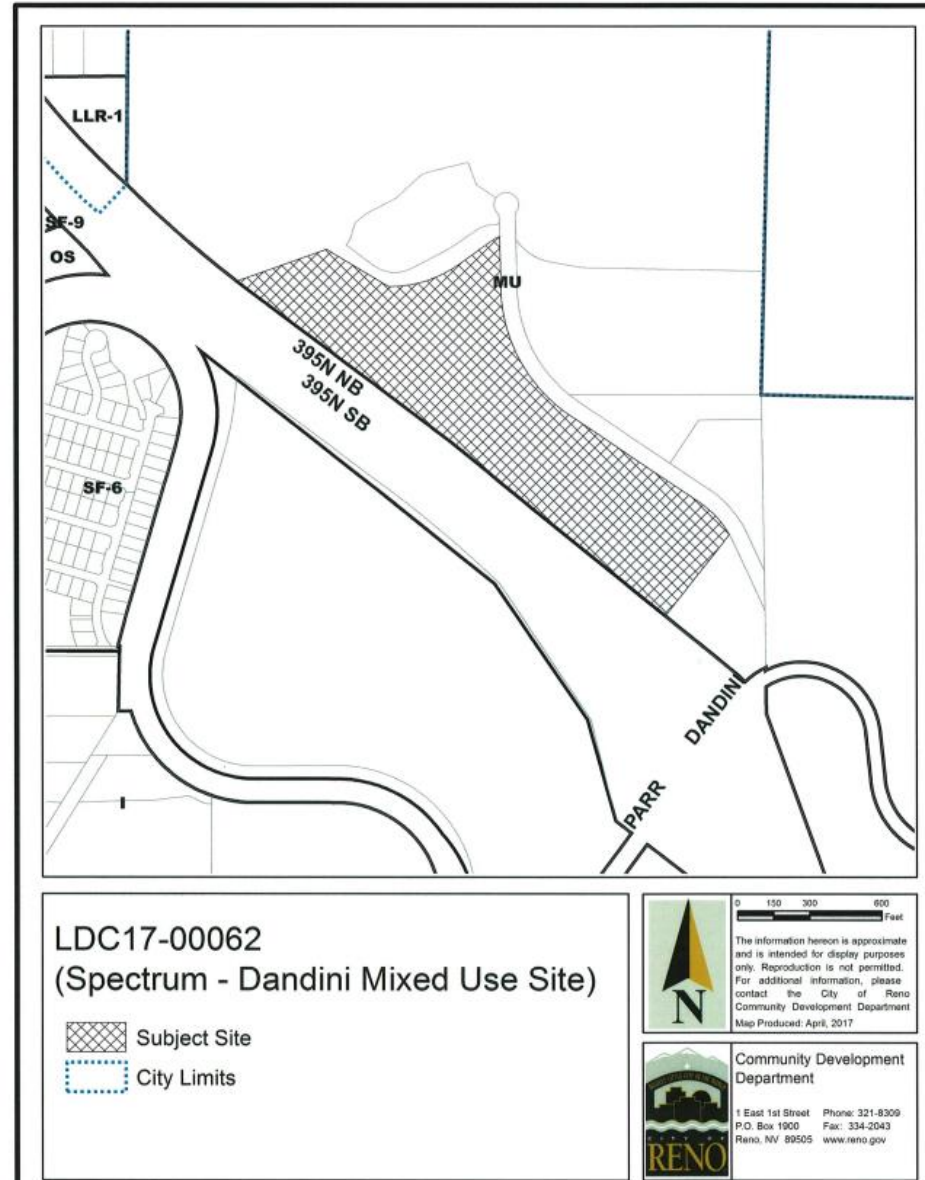 LLR-1
SF-9
OS
MU
395N NB
395N SB
SF-6
DANDINI
PARR
I
LDC17-00062
(Spectrum - Dandini Mixed Use Site)
Subject Site
City Limits
N
0 150 300 600
Feet
The information hereon is approximate
and is intended for display purposes
only. Reproduction is not permitted.
For additional information, please
contact the City of Reno
Community Development Department
Map Produced: April, 2017
Community Development
Department
1 East 1st Street Phone: 321-8309
P.O. Box 1900 Fax: 334-2043
Reno, NV 89505 www.reno.gov
CITY OF
RENO